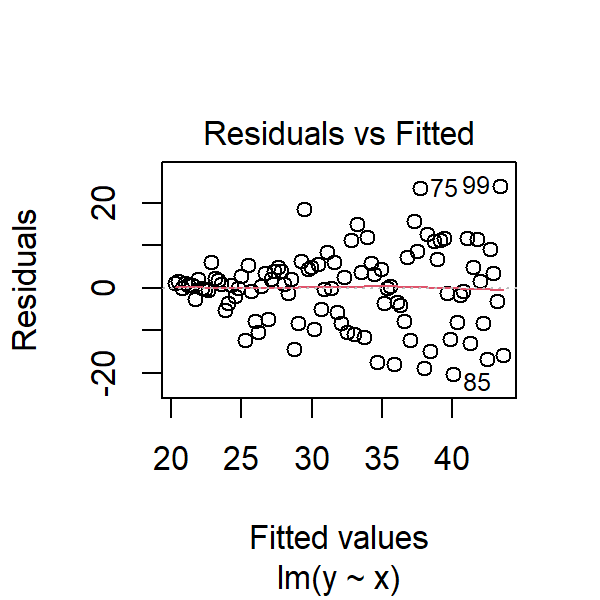 Residuals vs Fitted
Residuals
20
0
-20
75
99
85
20 25 30 35 40
Fitted values
lm(y ~ x)